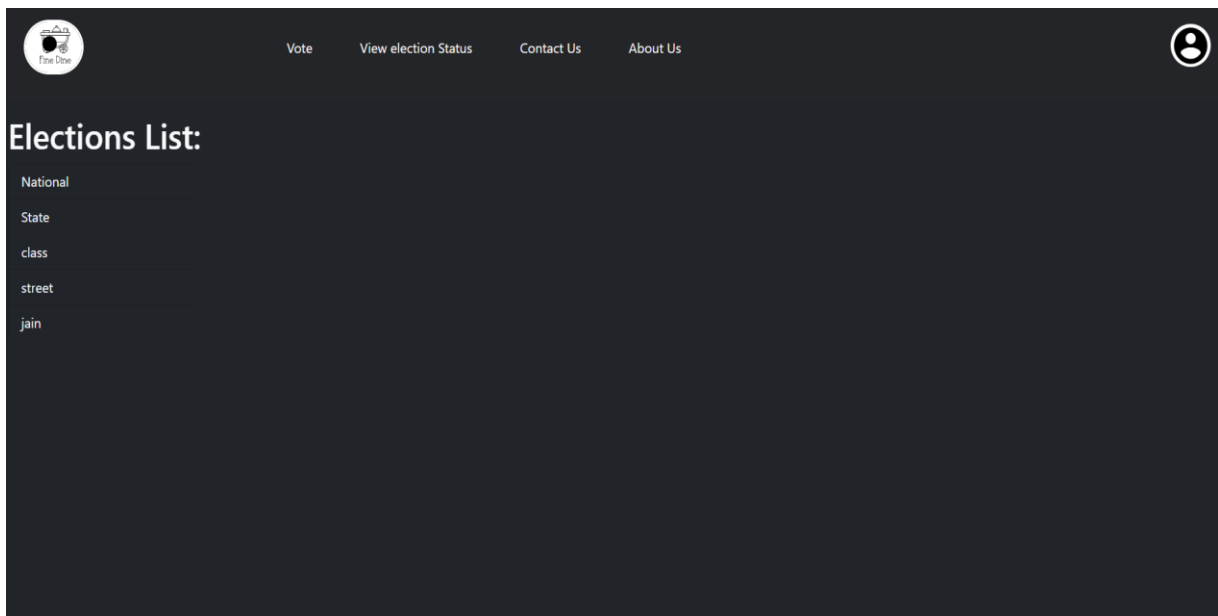 Fine Dine
Vote View election Status Contact Us About Us
Elections List:
National
State
class
street
jain